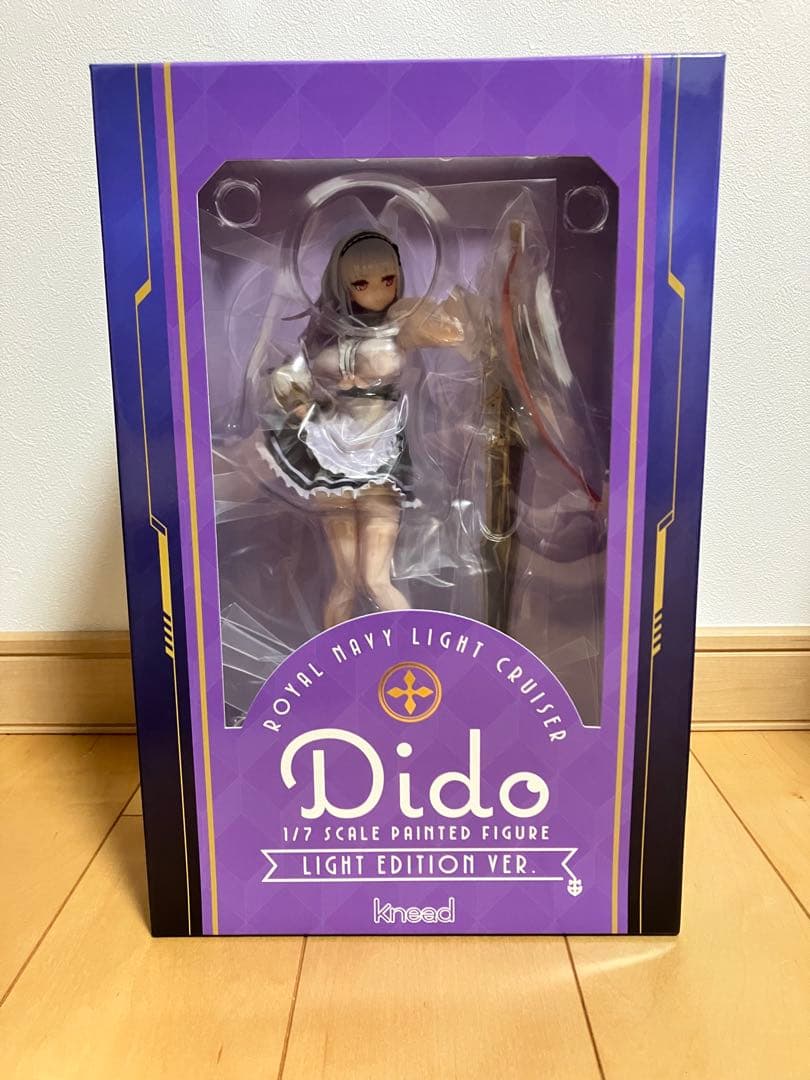 ROYAL NAVY LIGHT CRUISER
Dido
1/7 SCALE PAINTED FIGURE
LIGHT EDITION VER.
knead